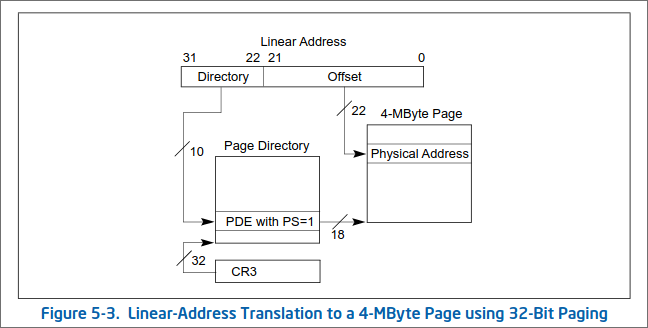 Linear Address
31 22 21 0
Directory Offset
22
4-MByte Page
10
Page Directory
Physical Address
PDE with PS=1
18
32
CR3
Figure 5-3. Linear-Address Translation to a 4-MByte Page using 32-Bit Paging